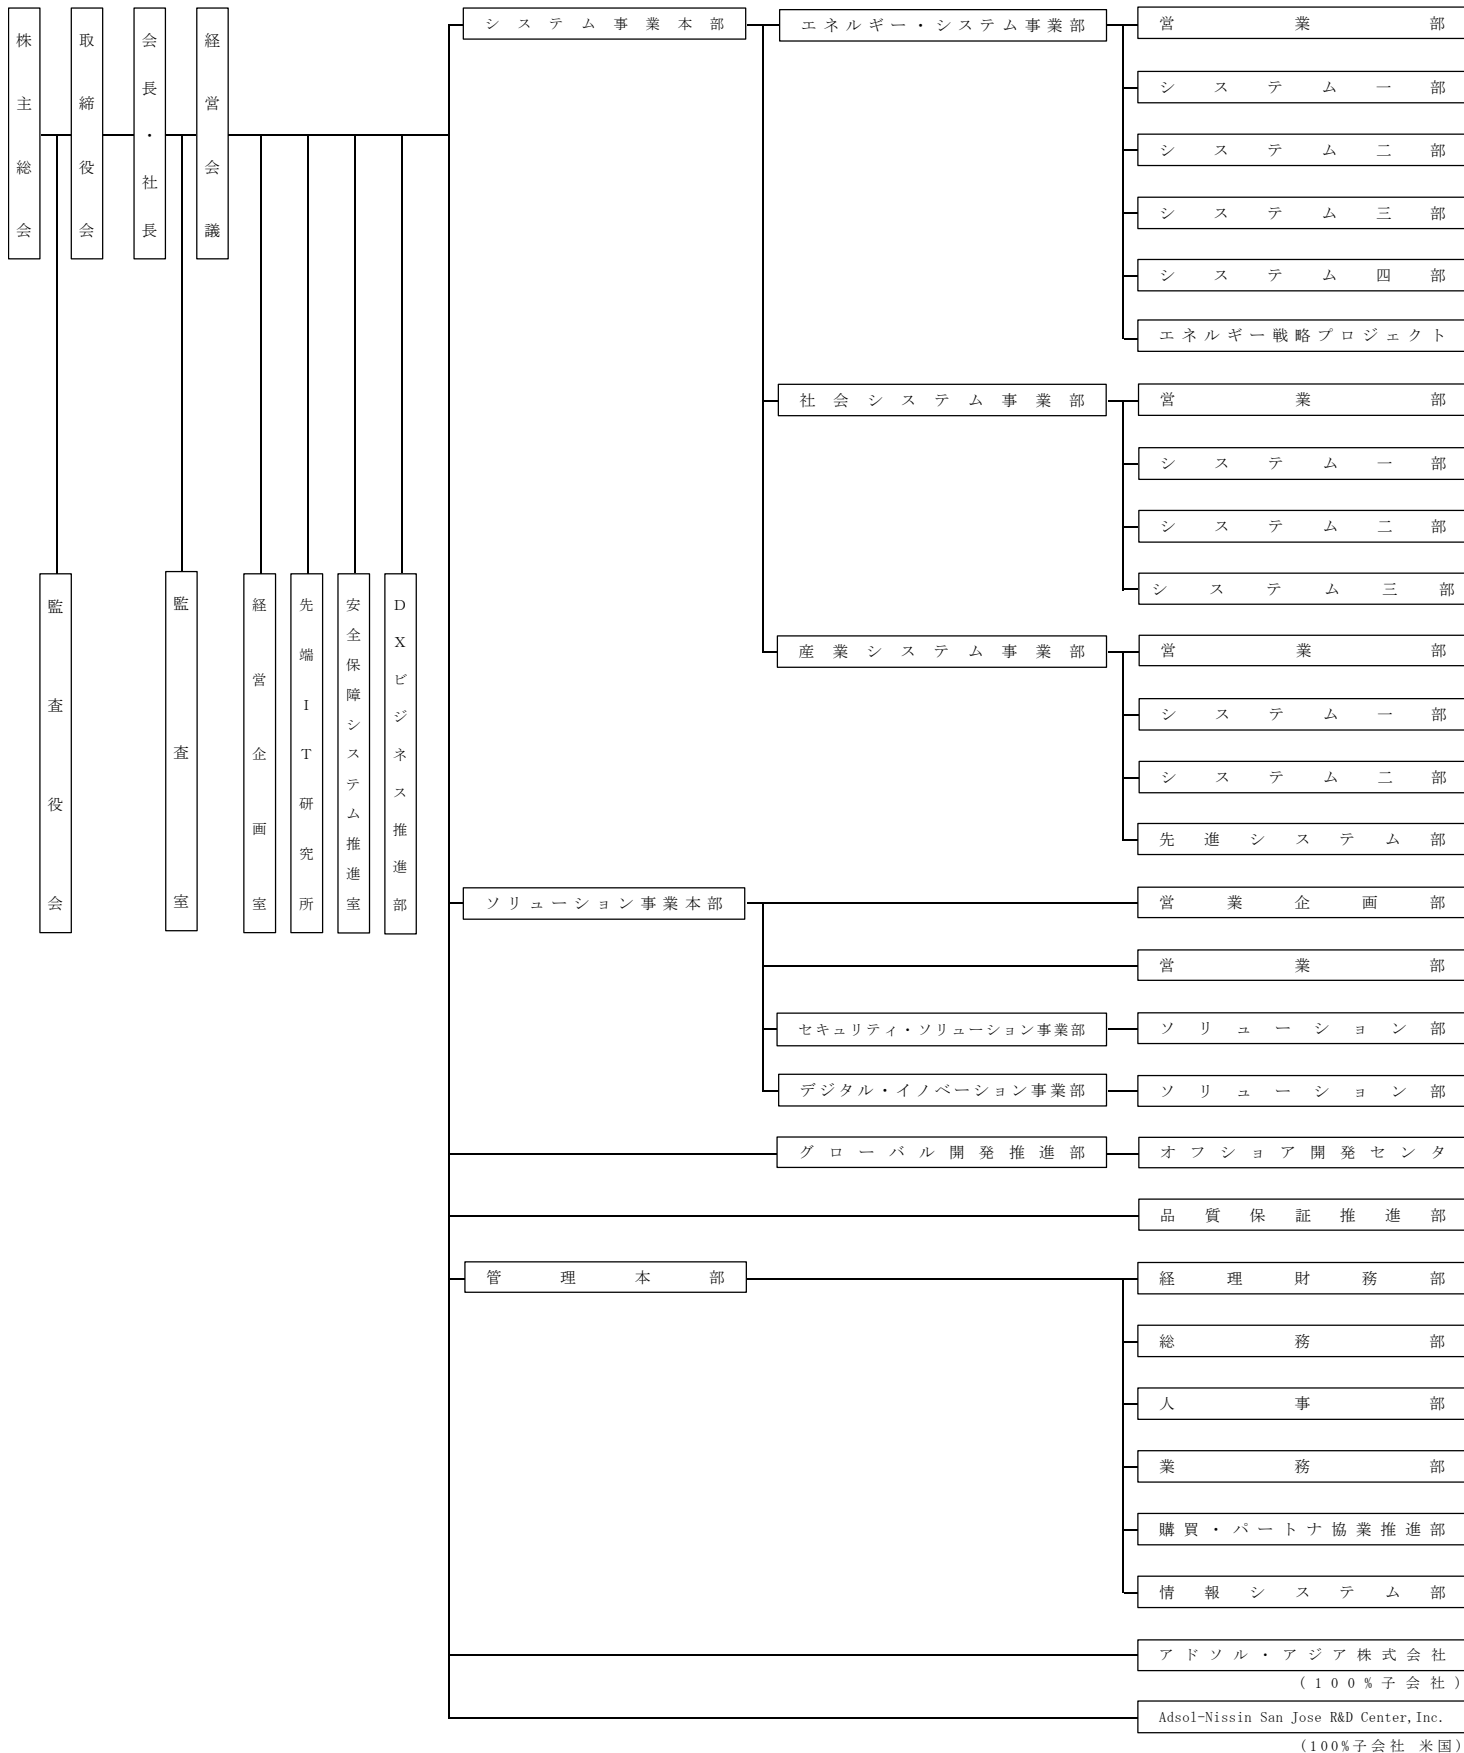 株主総会
取締役会
会長・社長
経営会議
監査役会
監査室
経営企画室
先端IT研究所
安全保障システム推進室
DXビジネス推進部
システム事業本部
エネルギー・システム事業部
営業部
システム一部
システム二部
システム三部
システム四部
エネルギー戦略プロジェクト
社会システム事業部
営業部
システム一部
システム二部
システム三部
産業システム事業部
営業部
システム一部
システム二部
先進システム部
ソリューション事業本部
営業企画部
営業部
セキュリティ・ソリューション事業部
ソリューション部
デジタル・イノベーション事業部
ソリューション部
グローバル開発推進部
オフショア開発センタ
品質保証推進部
管理本部
経理財務部
総務部
人事部
業務部
購買・パートナ協業推進部
情報システム部
アドソル・アジア株式会社
(100%子会社)
Adsol-Nissin San Jose R&D Center,Inc.
(100%子会社 米国)